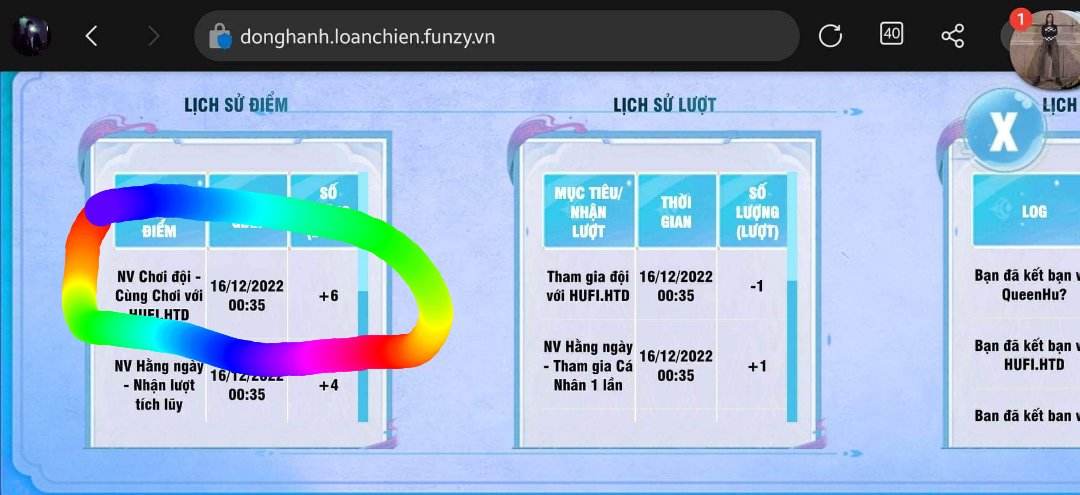 donghanh.loanchien.funzy.vn
40
1
LỊCH SỬ ĐIỂM
LỊCH SỬ LƯỢT
LỊCH
X
SỐ
ĐIỂM
NV Chơi đội -
Cùng Chơi với
HUFI.HTD
16/12/2022
00:35
+6
NV Hằng ngày
- Nhận lượt
tích lũy
16/12/2022
00:35
+4
MỤC TIÊU/
NHẬN
LƯỢT
THỜI
GIAN
SỐ
LƯỢNG
(LƯỢT)
Tham gia đội
với HUFI.HTD
16/12/2022
00:35
-1
NV Hằng ngày
- Tham gia Cá
Nhân 1 lần
16/12/2022
00:35
+1
LOG
Bạn đã kết bạn
QueenHu?
Bạn đã kết bạn
HUFI.HTD
Bạn đã kết bạn